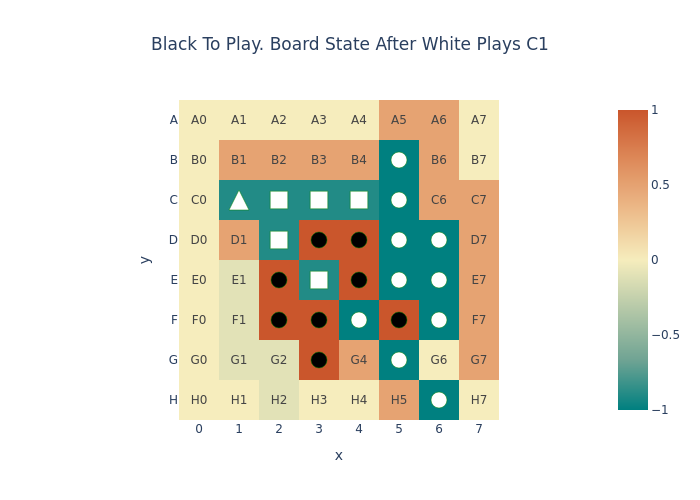 Black To Play. Board State After White Plays C1
A A0 A1 A2 A3 A4 A5 A6 A7
B B0 B1 B2 B3 B4 B6 B7
C C0 C6 C7
D D0 D1 D7
E E0 E1 E7
F F0 F1 F7
G G0 G1 G2 G4 G6 G7
H H0 H1 H2 H3 H4 H5 H7
0 1 2 3 4 5 6 7
x
y
1
0.5
0
−0.5
−1